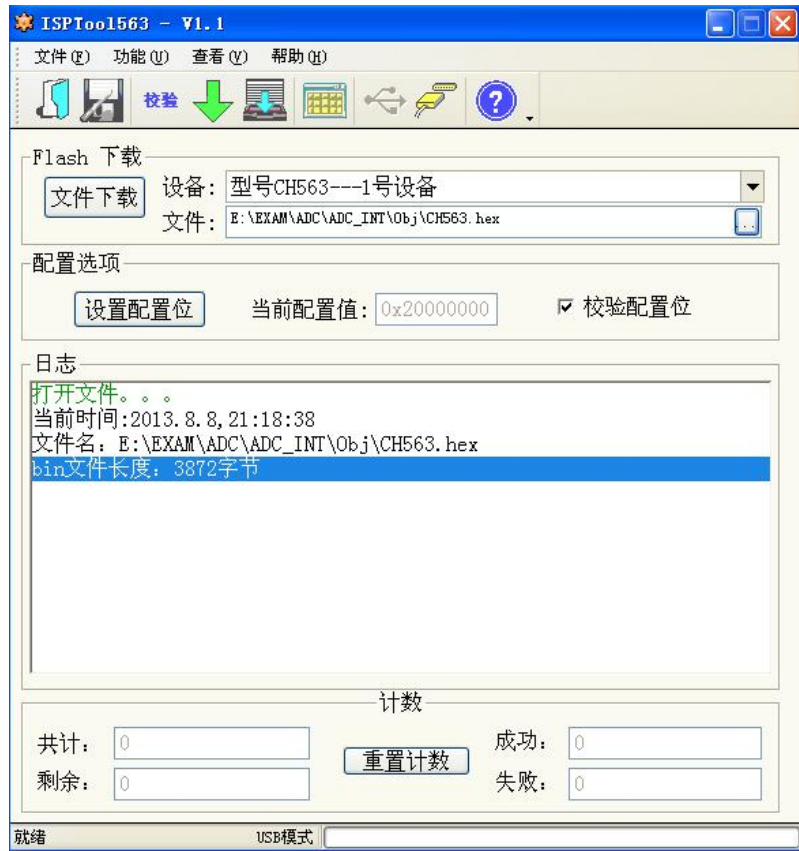 ISPTool563 - V1.1
文件(F) 功能(U) 查看(V) 帮助(H)
校验
Flash 下载
文件下载
设备: 型号CH563---1号设备
文件: E:\EXAM\ADC\ADC_INT\Obj\CH563.hex
...
配置选项
设置配置位 当前配置值: 0x20000000 校验配置位
日志
打开文件。。。
当前时间:2013.8.8,21:18:38
文件名: E:\EXAM\ADC\ADC_INT\Obj\CH563.hex
bin文件长度: 3872字节
计数
共计: 0 重置计数 成功: 0
剩余: 0 失败: 0
就绪 USB模式